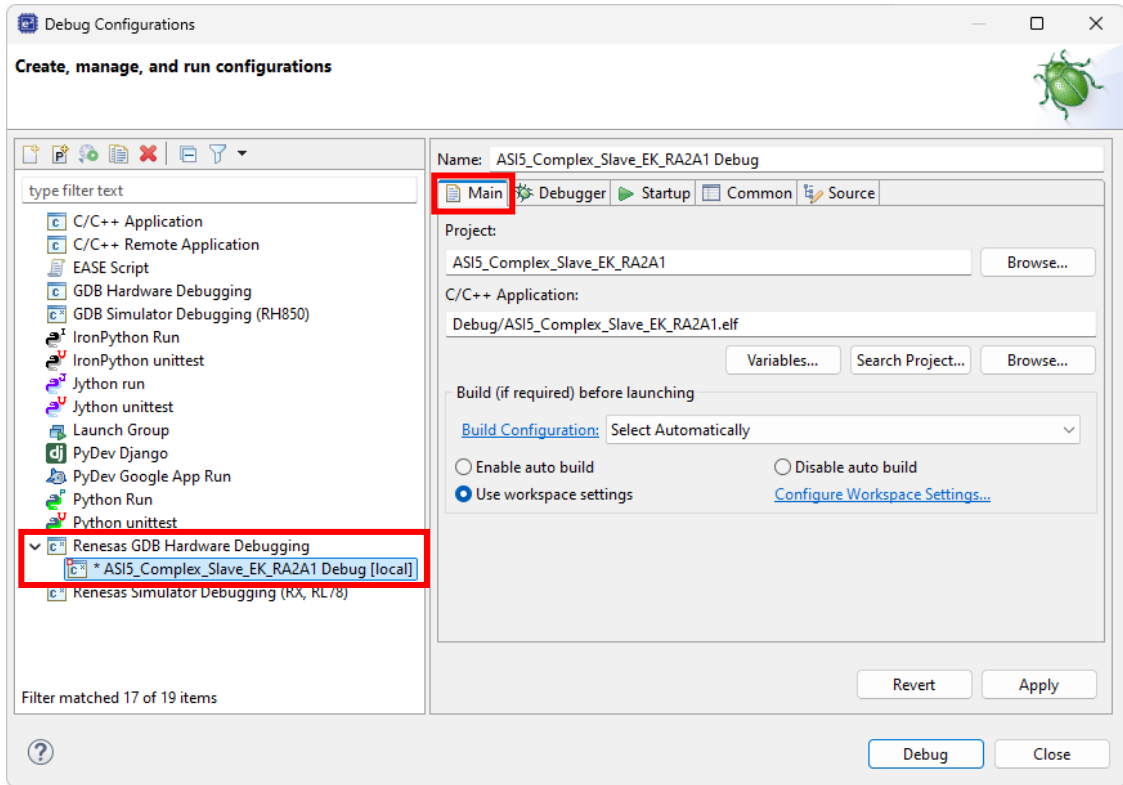 Debug Configurations
Create, manage, and run configurations
type filter text
C/C++ Application
C/C++ Remote Application
EASE Script
GDB Hardware Debugging
GDB Simulator Debugging (RH850)
IronPython Run
IronPython unittest
Jython run
Jython unittest
Launch Group
PyDev Django
PyDev Google App Run
Python Run
Python unittest
Renesas GDB Hardware Debugging
* ASI5_Complex_Slave_EK_RA2A1 Debug [local]
Renesas Simulator Debugging (RX, RL78)
Filter matched 17 of 19 items
Name: ASI5_Complex_Slave_EK_RA2A1 Debug
Main Debugger Startup Common Source
Project:
ASI5_Complex_Slave_EK_RA2A1 Browse...
C/C++ Application:
Debug/ASI5_Complex_Slave_EK_RA2A1.elf
Variables... Search Project... Browse...
Build (if required) before launching
Build Configuration: Select Automatically
Enable auto build Disable auto build
Use workspace settings Configure Workspace Settings...
Revert Apply
Debug Close